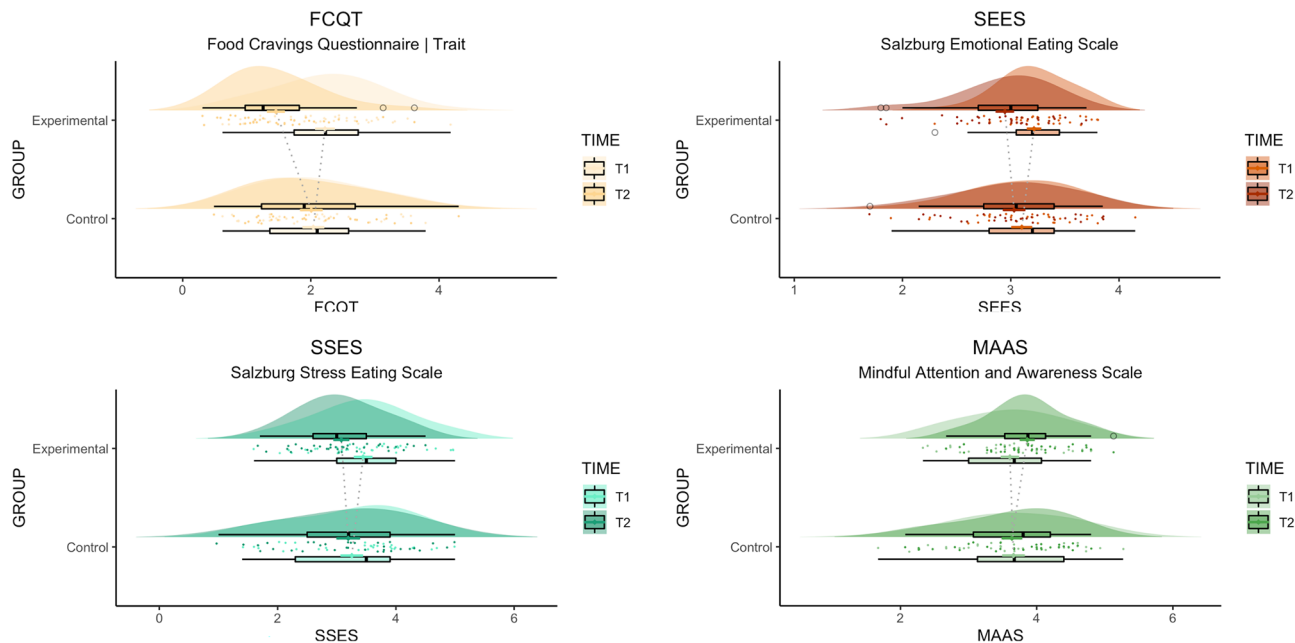 FCQT
Food Cravings Questionnaire | Trait
GROUP
Experimental
Control
0
2
4
FCQT
TIME
T1
T2
SEES
Salzburg Emotional Eating Scale
GROUP
Experimental
Control
1
2
3
4
SEES
TIME
T1
T2
SSES
Salzburg Stress Eating Scale
GROUP
Experimental
Control
0
2
4
6
SSES
TIME
T1
T2
MAAS
Mindful Attention and Awareness Scale
GROUP
Experimental
Control
2
4
6
MAAS
TIME
T1
T2